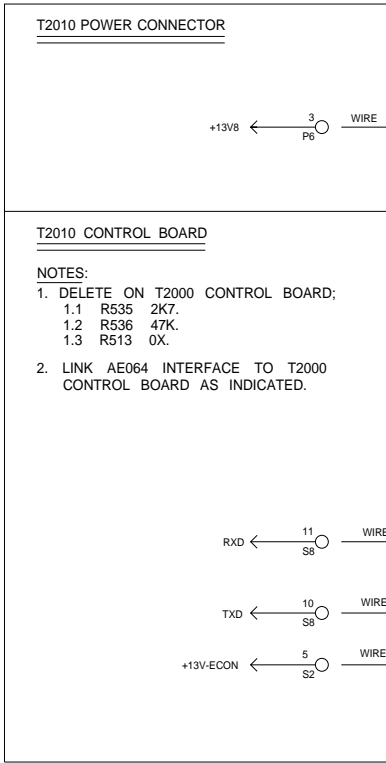 T2010 POWER CONNECTOR
+13V8 3 P6 WIRE
T2010 CONTROL BOARD
NOTES:
1. DELETE ON T2000 CONTROL BOARD;
1.1 R535 2K7.
1.2 R536 47K.
1.3 R513 0X.
2. LINK AE064 INTERFACE TO T2000
CONTROL BOARD AS INDICATED.
RXD 11 S8 WIRE
TXD 10 S8 WIRE
+13V-ECON 5 S2 WIRE